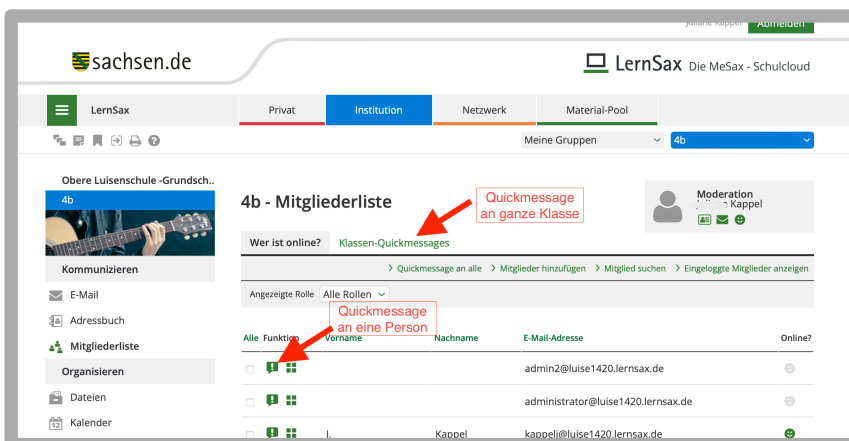 Juliane Kappel Abmelden
sachsen.de
LernSax Die MeSax - Schulcloud
LernSax Privat Institution Netzwerk Material-Pool
Meine Gruppen 4b
Obere Luisenschule -Grundsch..
4b
4b - Mitgliederliste
Quickmessage
an ganze Klasse
Moderation
Kappel
Wer ist online? Klassen-Quickmessages
Kommunizieren
> Quickmessage an alle > Mitglieder hinzufügen > Mitglied suchen > Eingeloggte Mitglieder anzeigen
E-Mail
Angezeigte Rolle Alle Rollen
Quickmessage
an eine Person
Adressbuch
Alle Funktion Vorname Nachname E-Mail-Adresse Online?
Mitgliederliste
admin2@luise1420.lernsax.de
Organisieren
Dateien
administrator@luise1420.lernsax.de
12 Kalender
J. Kappel kappelj@luise1420.lernsax.de